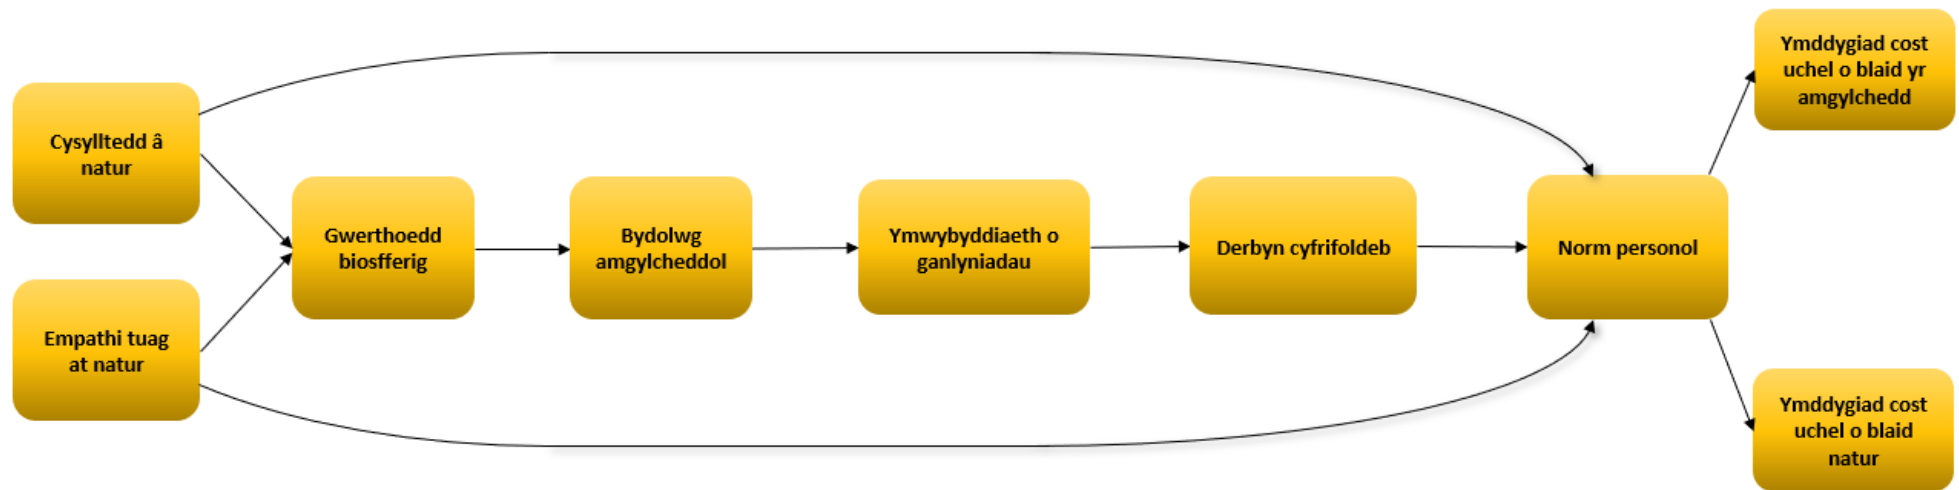 Cysylltedd â
natur
Empathi tuag
at natur
Gwerthoedd
biosfferig
Bydolwg
amgylcheddol
Ymwybyddiaeth o
ganlyniadau
Derbyn cyfrifoldeb
Norm personol
Ymddygiad cost
uchel o blaid yr
amgylchedd
Ymddygiad cost
uchel o blaid
natur